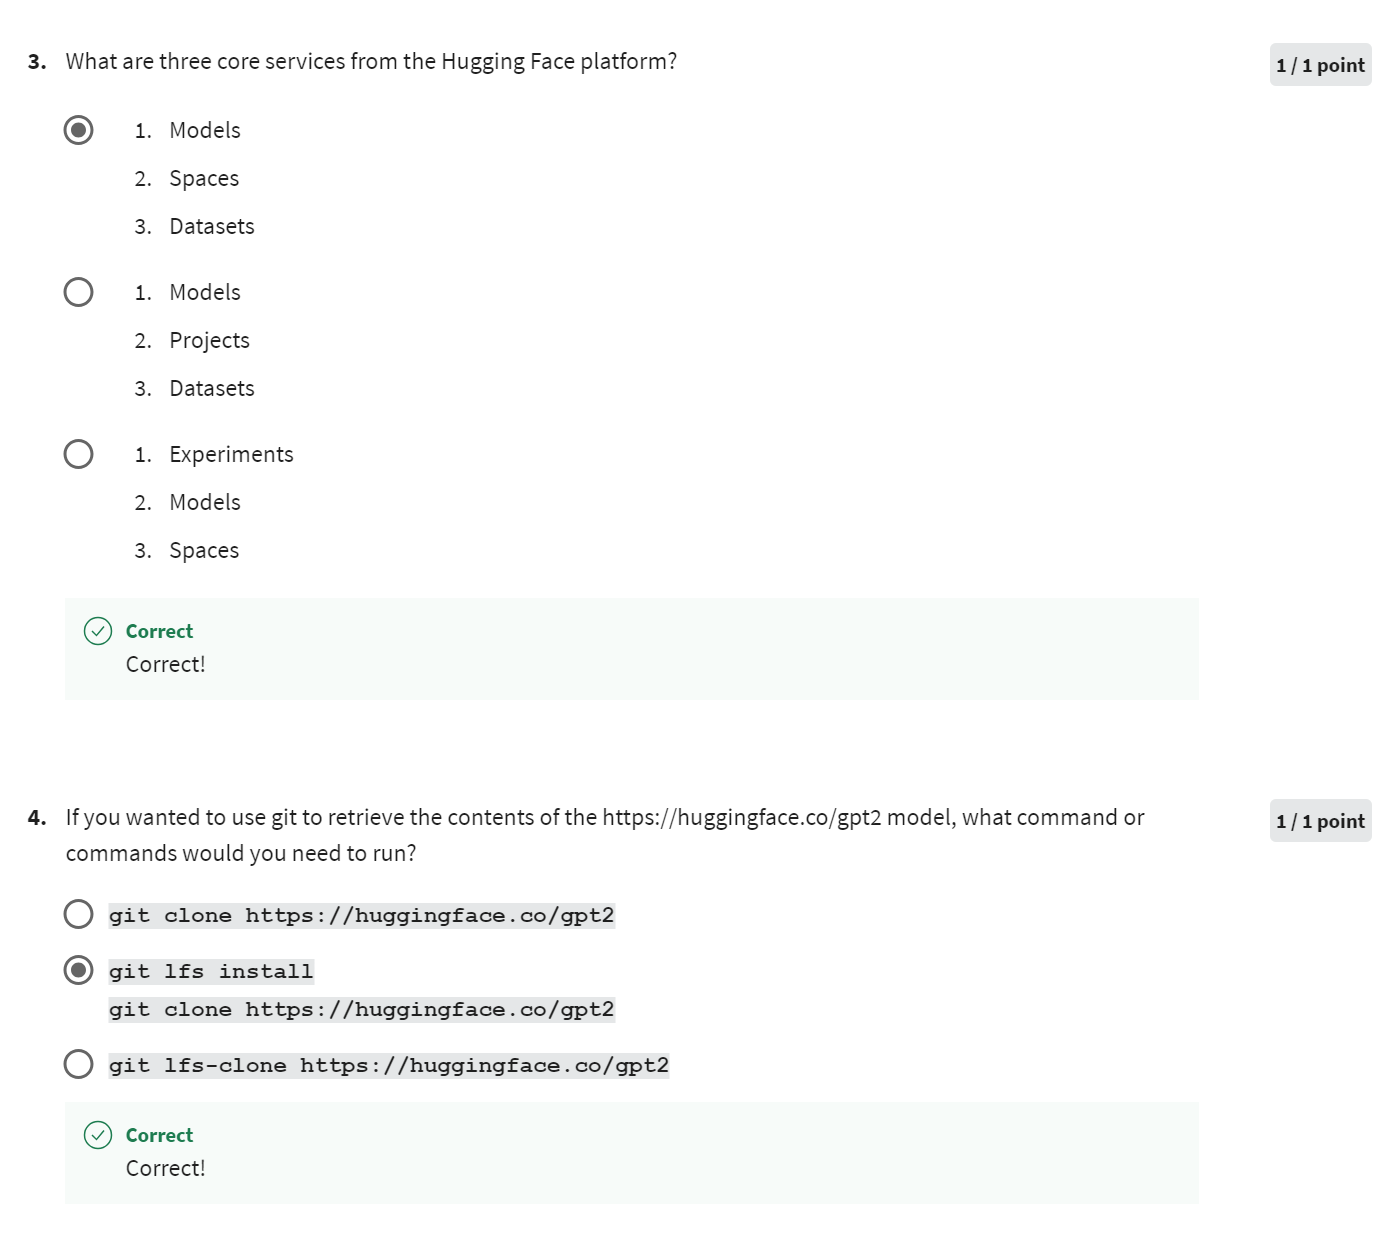 3. What are three core services from the Hugging Face platform?
1 / 1 point
1. Models
2. Spaces
3. Datasets
1. Models
2. Projects
3. Datasets
1. Experiments
2. Models
3. Spaces
Correct
Correct!
4. If you wanted to use git to retrieve the contents of the https://huggingface.co/gpt2 model, what command or
commands would you need to run?
1 / 1 point
git clone https://huggingface.co/gpt2
git lfs install
git clone https://huggingface.co/gpt2
git lfs-clone https://huggingface.co/gpt2
Correct
Correct!